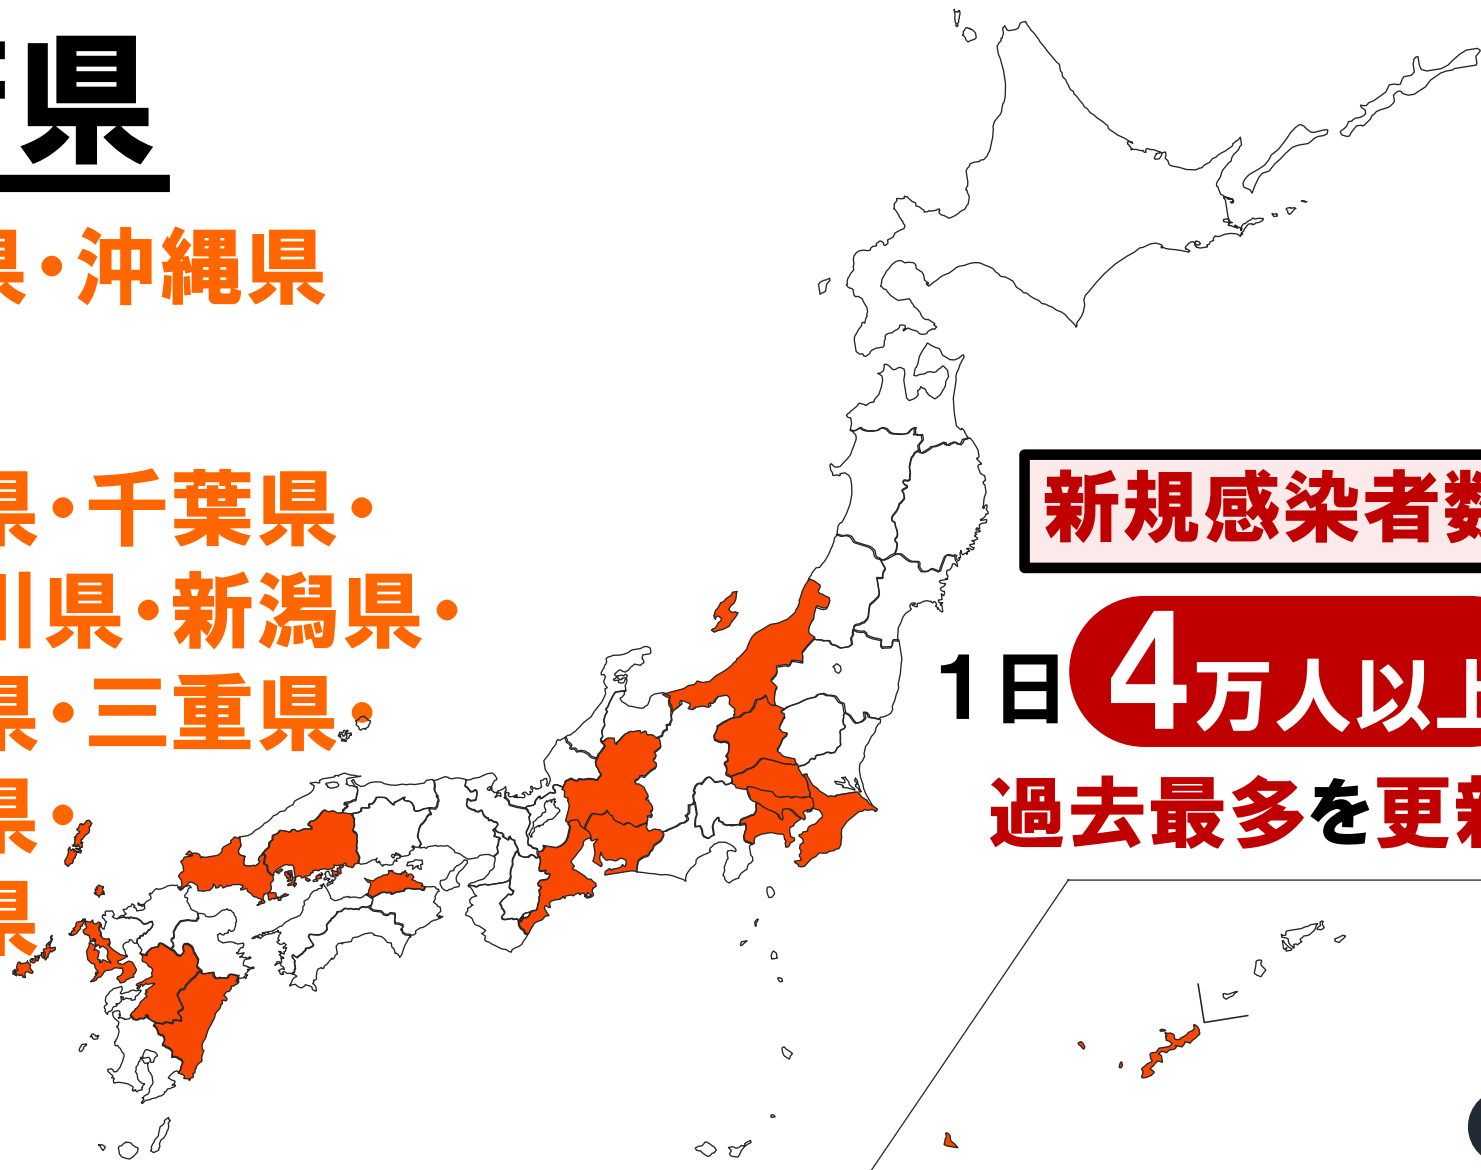 県
県・沖縄県
県・千葉県・
川県・新潟県・
県・三重県・
県・
県
新規感染者数
1日4万人以上
過去最多を更新